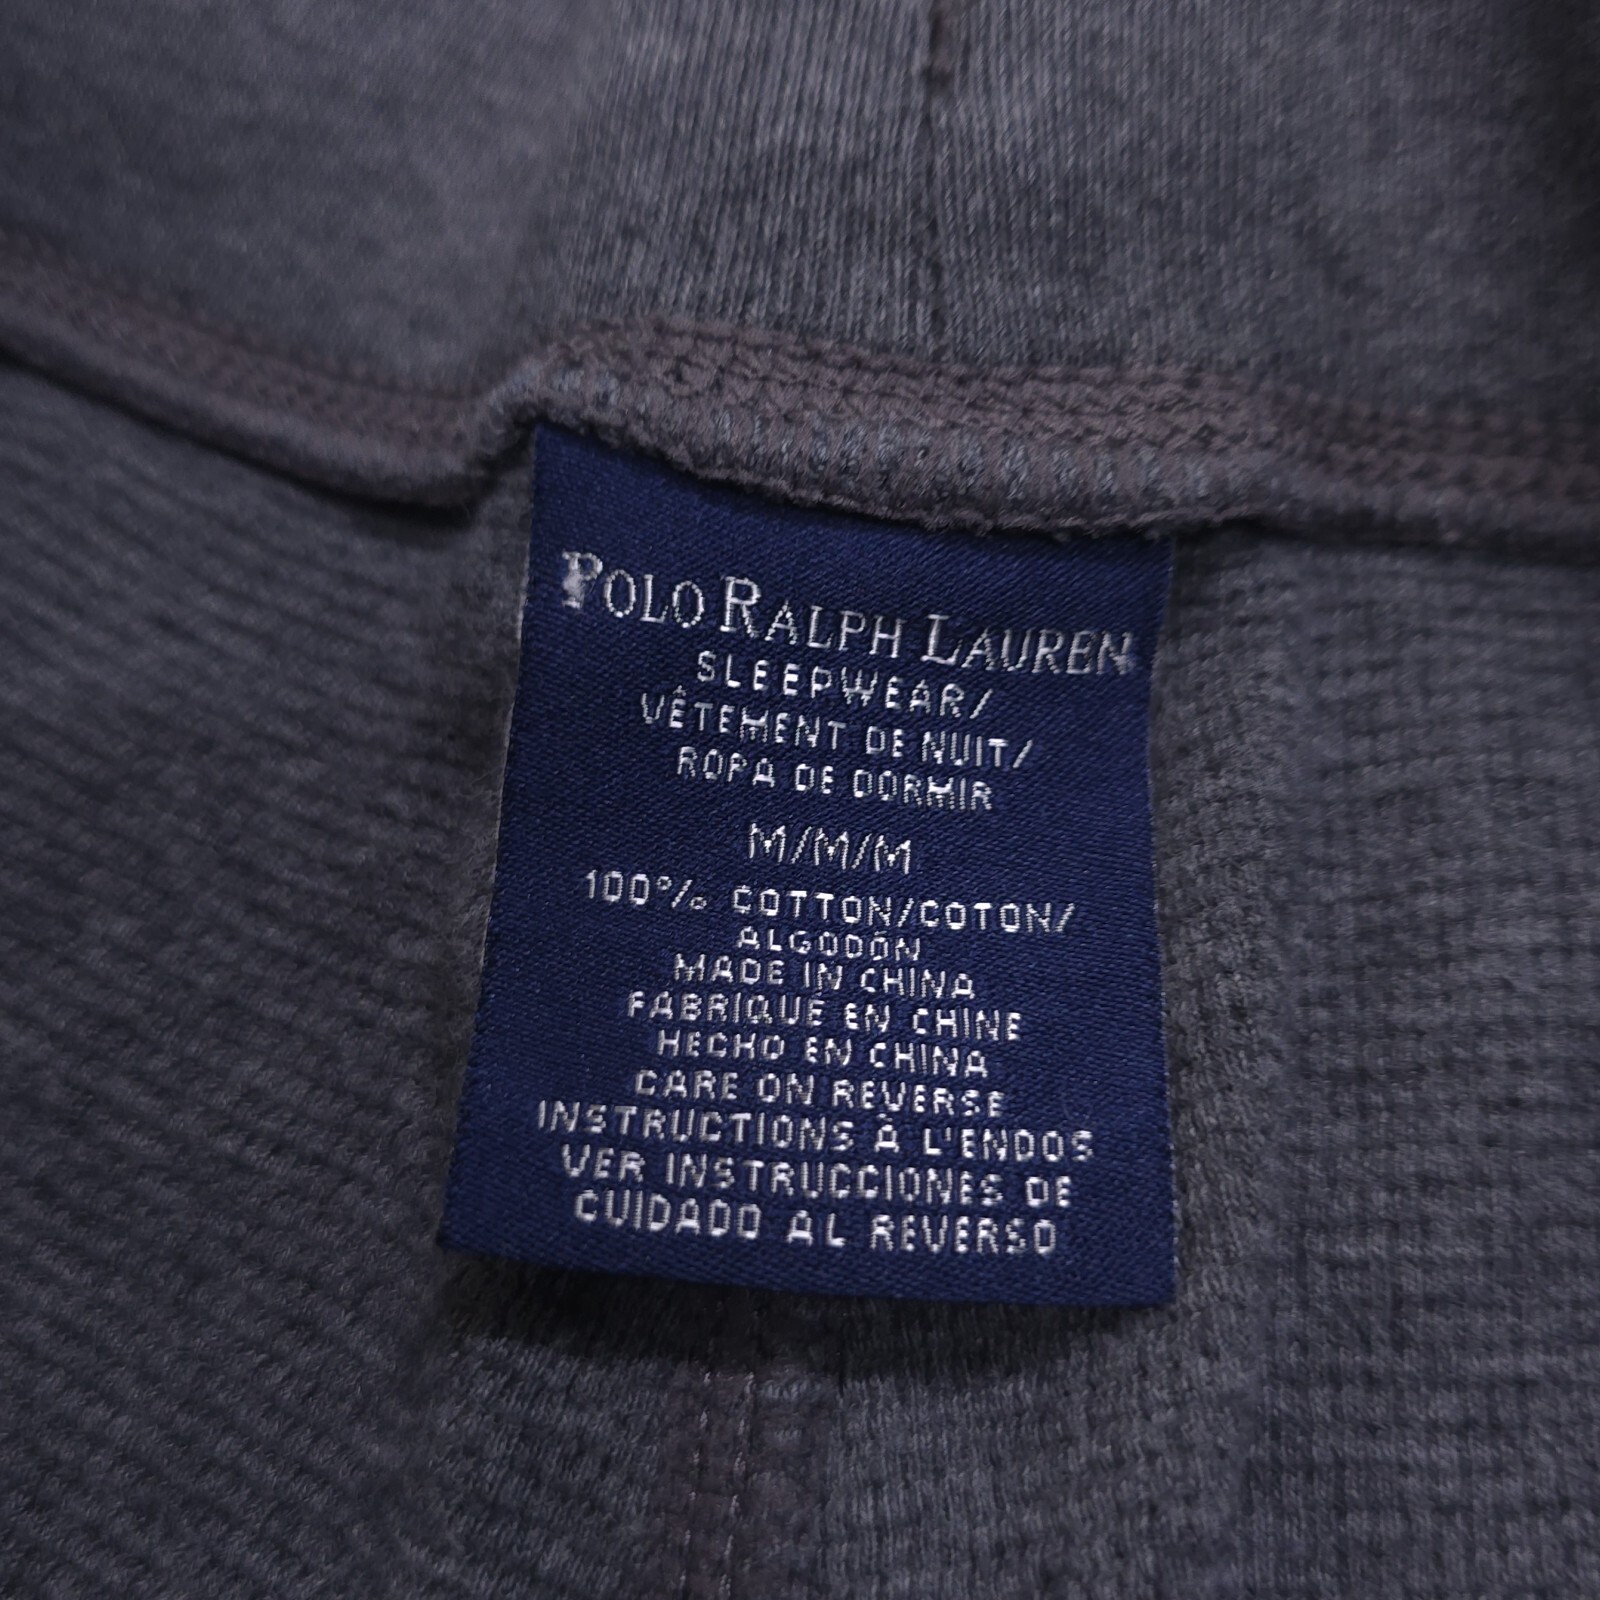 POLO RALPH LAUREN
SLEEPWEAR/
VÊTEMENT DE NUIT/
ROPA DE DORMIR
M/M/M
100% COTTON/COTON/
ALGODÓN
MADE IN CHINA
FABRIQUÉ EN CHINE
HECHO EN CHINA
CARE ON REVERSE
INSTRUCTIONS À L'ENDOS
VER INSTRUCCIONES DE
CUIDADO AL REVERSO